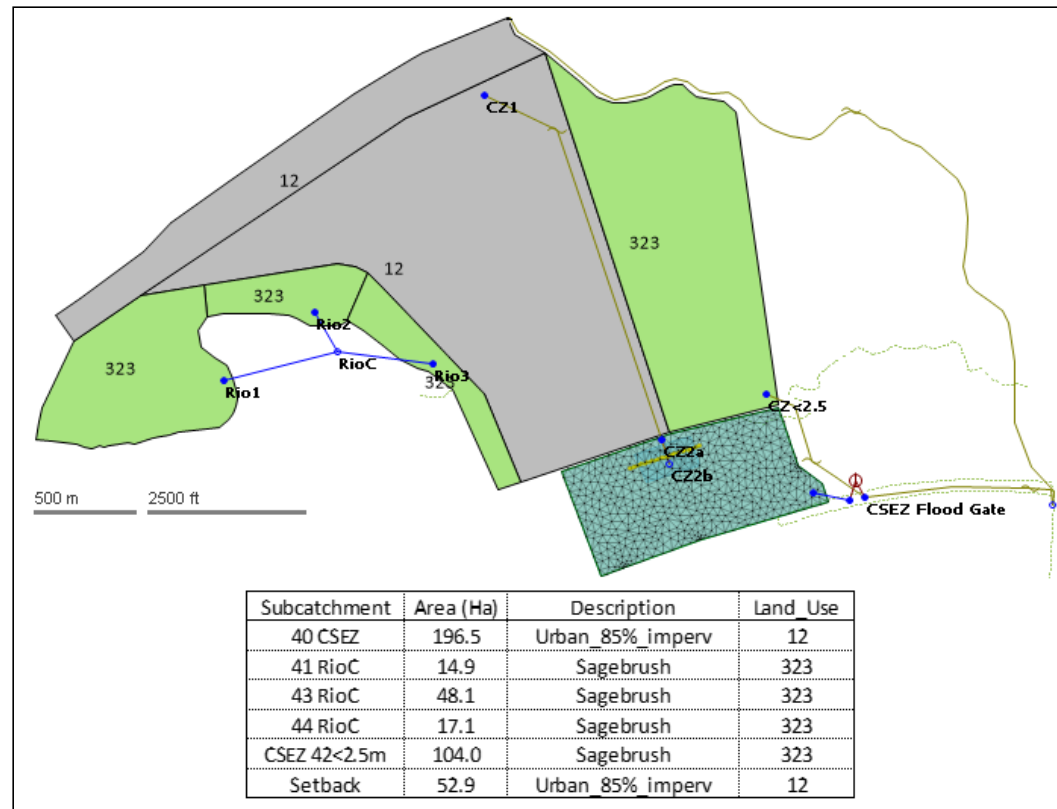 CZ1
12
323
12
323
Rio2
RioC
323
Rio3
323
Rio1
CZ<2.5
CZ2a
CZ2b
500 m 2500 ft
CSEZ Flood Gate
Subcatchment Area (Ha) Description Land_Use
40 CSEZ 196.5 Urban_85%_imperv 12
41 RioC 14.9 Sagebrush 323
43 RioC 48.1 Sagebrush 323
44 RioC 17.1 Sagebrush 323
CSEZ 42<2.5m 104.0 Sagebrush 323
Setback 52.9 Urban_85%_imperv 12